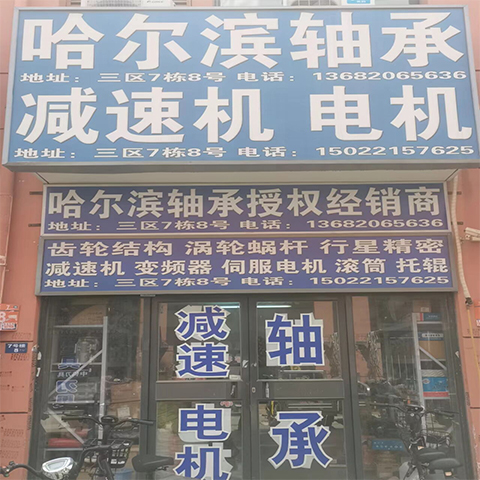 哈尔滨轴承
地址：三区7栋8号 电话：13682065636
减速机 电机
地址：三区7栋8号 电话：15022157625
哈尔滨轴承授权经销商
地址：三区7栋8号 电话：13682065636
齿轮结构 涡轮蜗杆 行星精密
减速机 变频器 伺服电机 滚筒 托辊
地址：三区7栋8号 电话：15022157625
减速 轴
电机 承